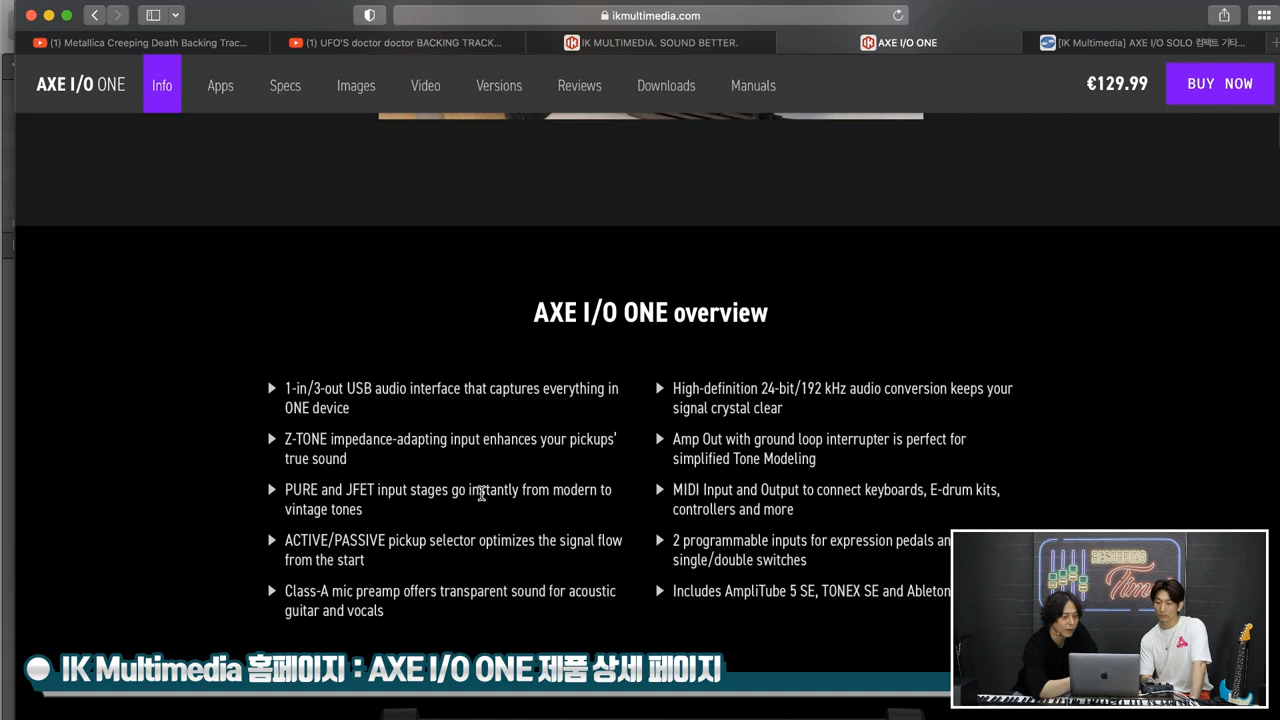 ikmultimedia.com
(1) Metallica Creeping Death Backing Trac...
(1) UFO'S doctor doctor BACKING TRACK...
IK MULTIMEDIA. SOUND BETTER.
AXE I/O ONE
[IK Multimedia] AXE I/O SOLO 컴팩트 기타...
AXE I/O ONE
Info
Apps
Specs
Images
Video
Versions
Reviews
Downloads
Manuals
€129.99
BUY NOW
AXE I/O ONE overview
1-in/3-out USB audio interface that captures everything in
ONE device
Z-TONE impedance-adapting input enhances your pickups'
true sound
PURE and JFET input stages go instantly from modern to
vintage tones
ACTIVE/PASSIVE pickup selector optimizes the signal flow
from the start
Class-A mic preamp offers transparent sound for acoustic
guitar and vocals
High-definition 24-bit/192 kHz audio conversion keeps your
signal crystal clear
Amp Out with ground loop interrupter is perfect for
simplified Tone Modeling
MIDI Input and Output to connect keyboards, E-drum kits,
controllers and more
2 programmable inputs for expression pedals an
single/double switches
Includes AmpliTube 5 SE, TONEX SE and Ableton
RECORDING
Time
IK Multimedia 홈페이지 : AXE I/O ONE 제품 상세 페이지